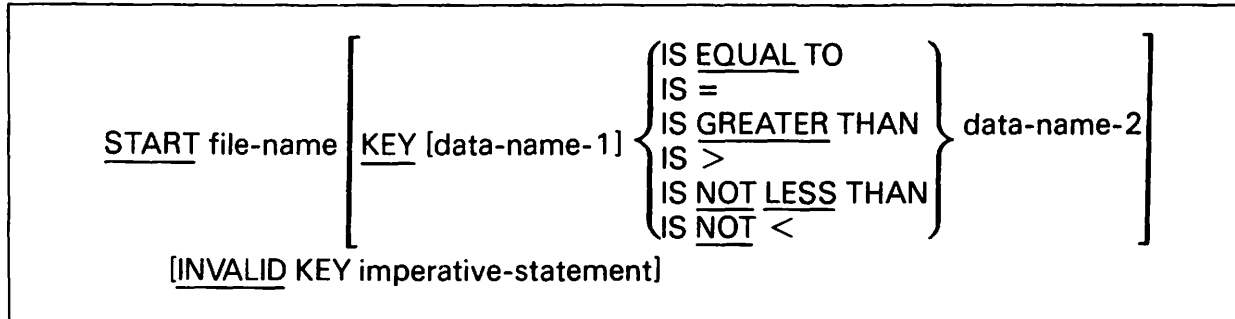 IS EQUAL TO
IS =
IS GREATER THAN
START file-name [KEY [data-name-1] { } data-name-2]
IS >
IS NOT LESS THAN
IS NOT <
[INVALID KEY imperative-statement]